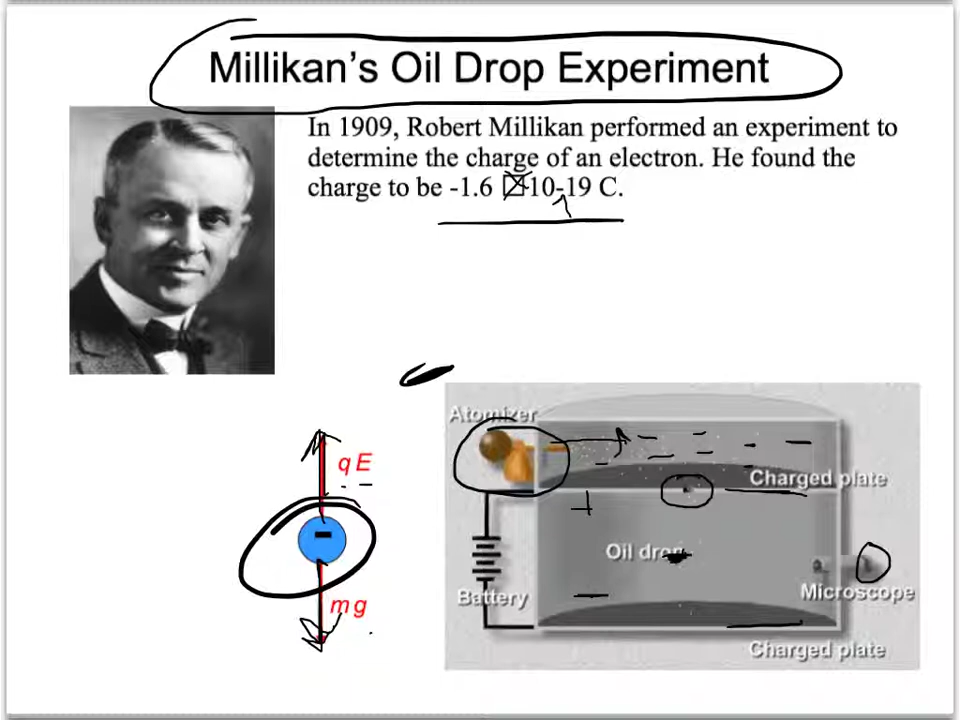 Millikan's Oil Drop Experiment
In 1909, Robert Millikan performed an experiment to
determine the charge of an electron. He found the
charge to be -1.6 10-19 C.
Atomizer
qE
Charged plate
+
Oil drop
Battery
Microscope
mg
Charged plate